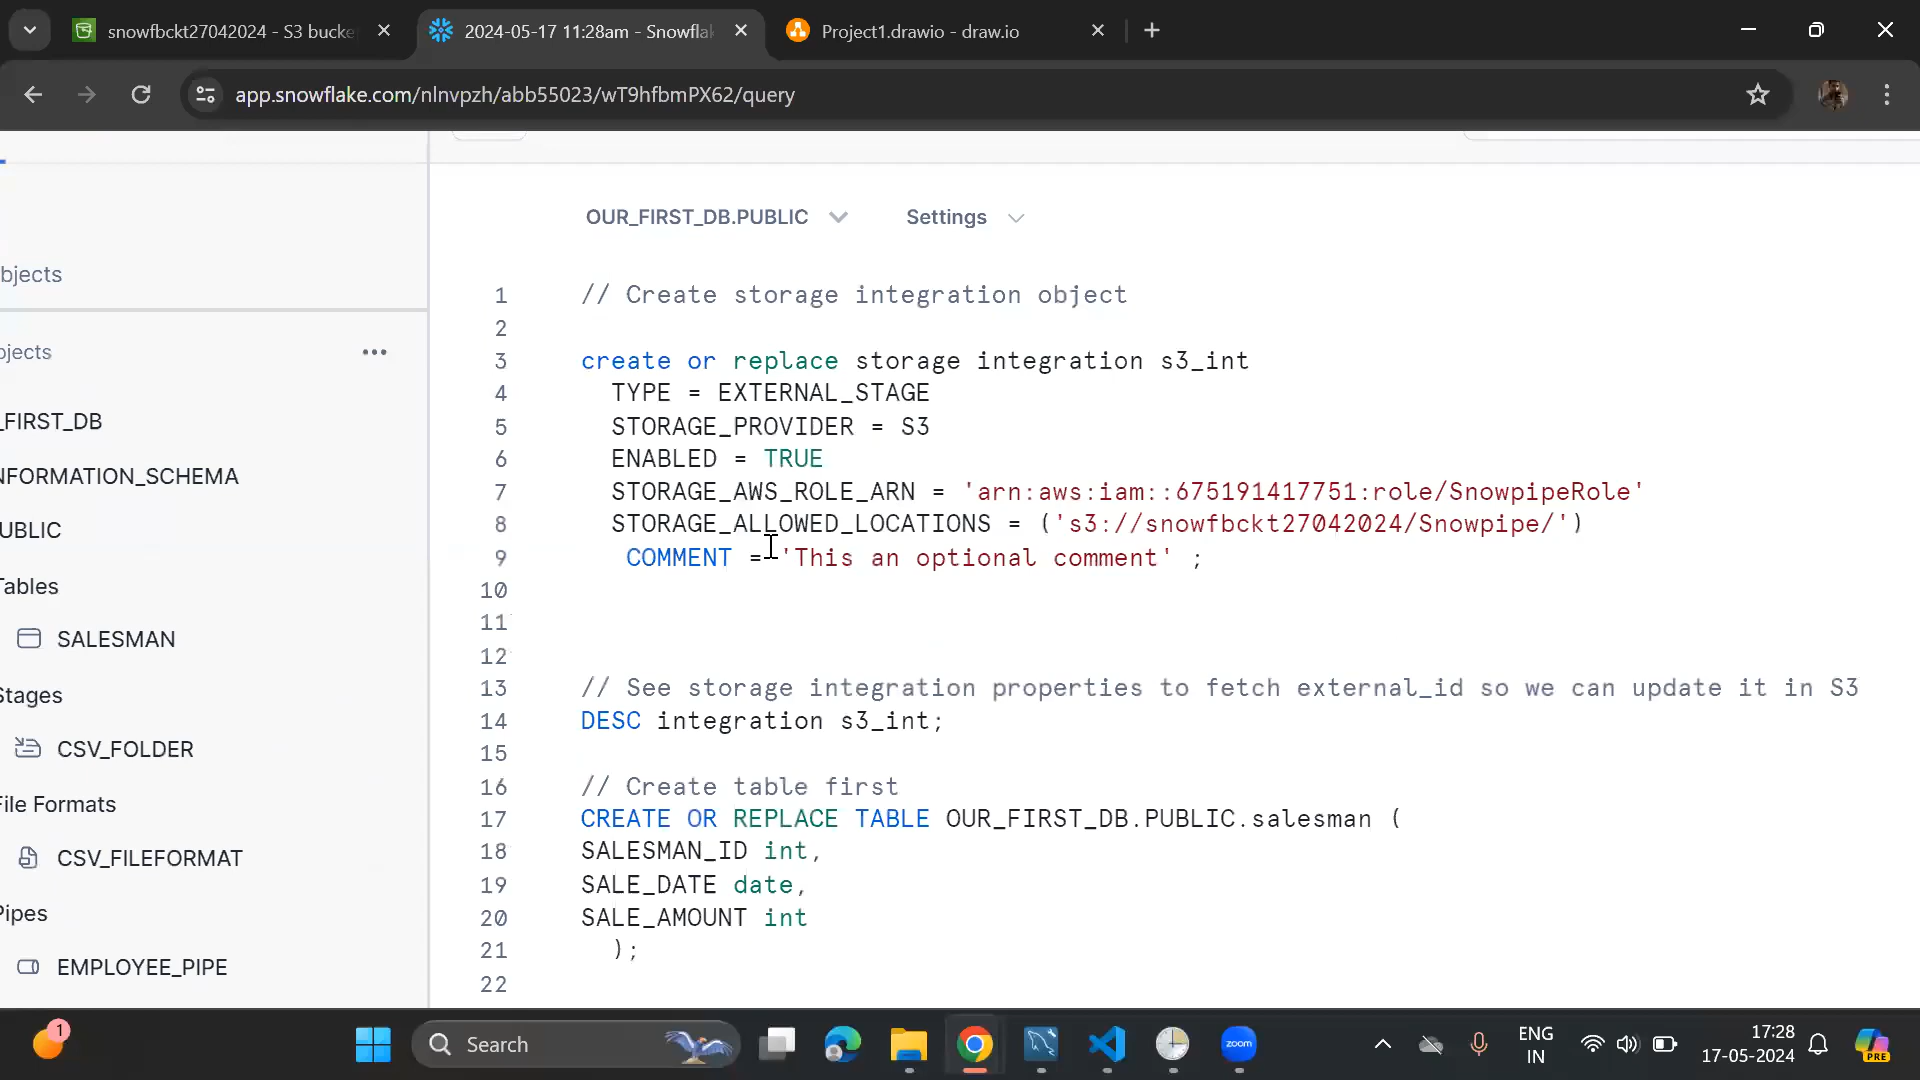 snowfbckt27042024 - S3 bucke
2024-05-17 11:28am - Snowfla
Project1.drawio - draw.io
app.snowflake.com/nlnvpzh/abb55023/wT9hfbmPX62/query
OUR_FIRST_DB.PUBLIC
Settings
bjects
bjects
_FIRST_DB
NFORMATION_SCHEMA
UBLIC
Tables
SALESMAN
Stages
CSV_FOLDER
File Formats
CSV_FILEFORMAT
Pipes
EMPLOYEE_PIPE
1 // Create storage integration object
2
3 create or replace storage integration s3_int
4 TYPE = EXTERNAL_STAGE
5 STORAGE_PROVIDER = S3
6 ENABLED = TRUE
7 STORAGE_AWS_ROLE_ARN = 'arn:aws:iam::675191417751:role/SnowpipeRole'
8 STORAGE_ALLOWED_LOCATIONS = ('s3://snowfbckt27042024/Snowpipe/')
9 COMMENT = 'This an optional comment' ;
10
11
12
13 // See storage integration properties to fetch external_id so we can update it in S3
14 DESC integration s3_int;
15
16 // Create table first
17 CREATE OR REPLACE TABLE OUR_FIRST_DB.PUBLIC.salesman (
18 SALESMAN_ID int,
19 SALE_DATE date,
20 SALE_AMOUNT int
21 );
22
1
Search
zoom
ENG
IN
17:28
17-05-2024
PRE